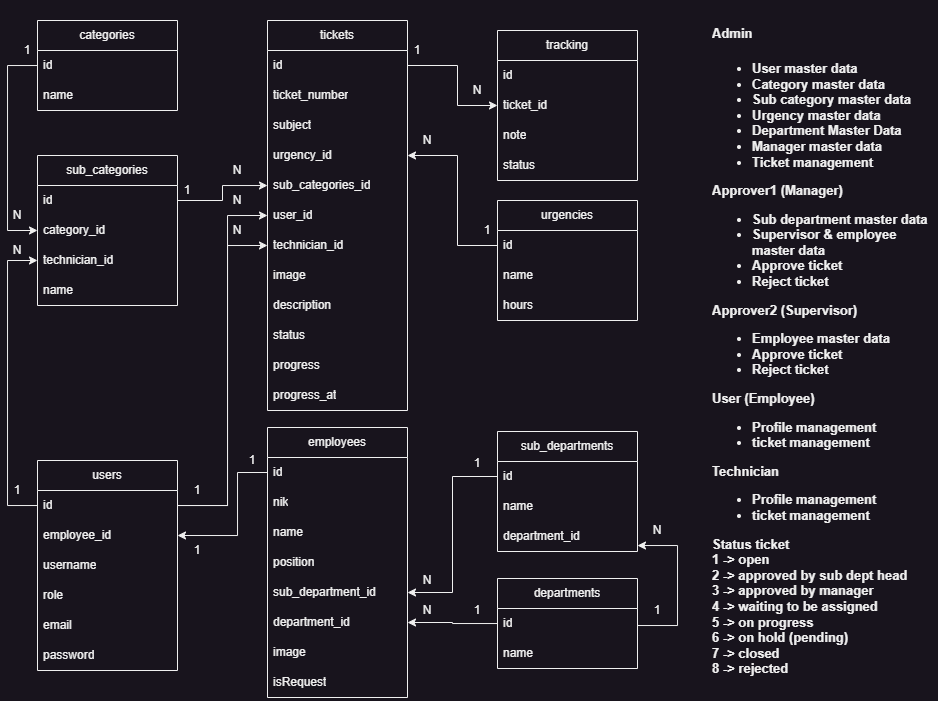 categories
1
id
name
sub_categories
1
id
N
category_id
N
technician_id
name
tickets
1
id
ticket_number
subject
N
urgency_id
N
sub_categories_id
N
user_id
N
technician_id
image
description
status
progress
progress_at
tracking
id
N
ticket_id
note
status
urgencies
1
id
name
hours
users
1
id
1
employee_id
1
username
role
email
password
employees
1
id
nik
name
position
N
sub_department_id
N
department_id
image
isRequest
sub_departments
1
id
name
department_id
N
departments
1
id
1
name
Admin
• User master data
• Category master data
• Sub category master data
• Urgency master data
• Department Master Data
• Manager master data
• Ticket management
Approver1 (Manager)
• Sub department master data
• Supervisor & employee
master data
• Approve ticket
• Reject ticket
Approver2 (Supervisor)
• Employee master data
• Approve ticket
• Reject ticket
User (Employee)
• Profile management
• ticket management
Technician
• Profile management
• ticket management
Status ticket
1 -> open
2 -> approved by sub dept head
3 -> approved by manager
4 -> waiting to be assigned
5 -> on progress
6 -> on hold (pending)
7 -> closed
8 -> rejected